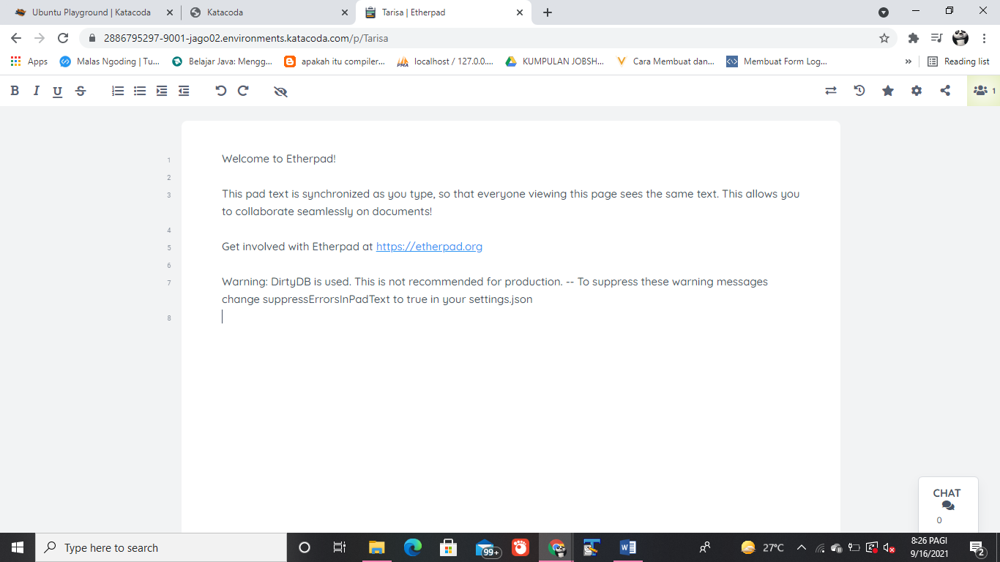 Ubuntu Playground | Katacoda
Katacoda
Tarisa | Etherpad
2886795297-9001-jago02.environments.katacoda.com/p/Tarisa
Apps
Malas Ngoding | Tu...
Belajar Java: Mengg...
apakah itu compiler...
localhost / 127.0.0....
KUMPULAN JOBSH...
Cara Membuat dan...
Membuat Form Log...
»
Reading list
B I U S
1
1
Welcome to Etherpad!
2
3
This pad text is synchronized as you type, so that everyone viewing this page sees the same text. This allows you
to collaborate seamlessly on documents!
4
5
Get involved with Etherpad at https://etherpad.org
6
7
Warning: DirtyDB is used. This is not recommended for production. -- To suppress these warning messages
change suppressErrorsInPadText to true in your settings.json
8
CHAT
0
Type here to search
99+
27°C
8:26 PAGI
9/16/2021
2